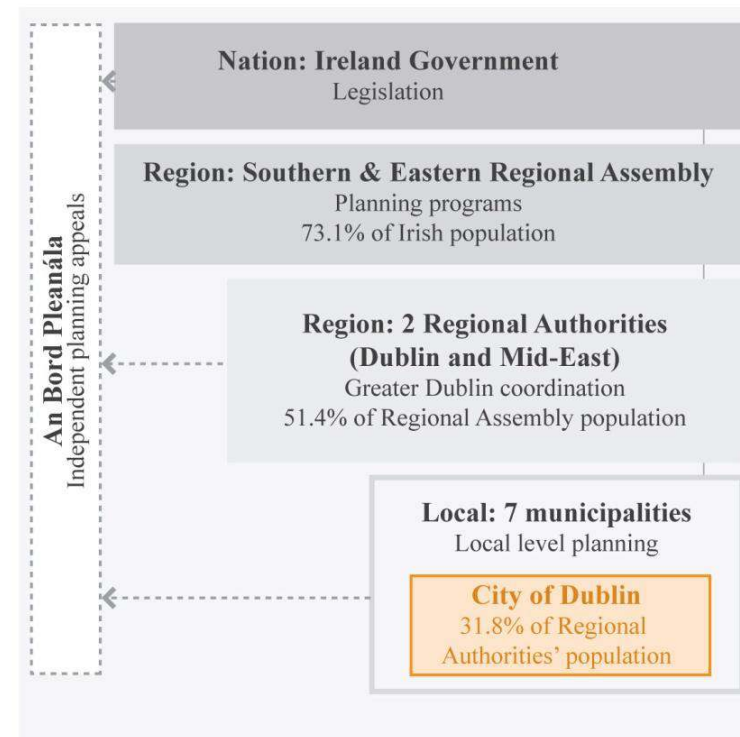 An Bord Pleanála
Independent planning appeals
Nation: Ireland Government
Legislation
Region: Southern & Eastern Regional Assembly
Planning programs
73.1% of Irish population
Region: 2 Regional Authorities
(Dublin and Mid-East)
Greater Dublin coordination
51.4% of Regional Assembly population
Local: 7 municipalities
Local level planning
City of Dublin
31.8% of Regional
Authorities’ population